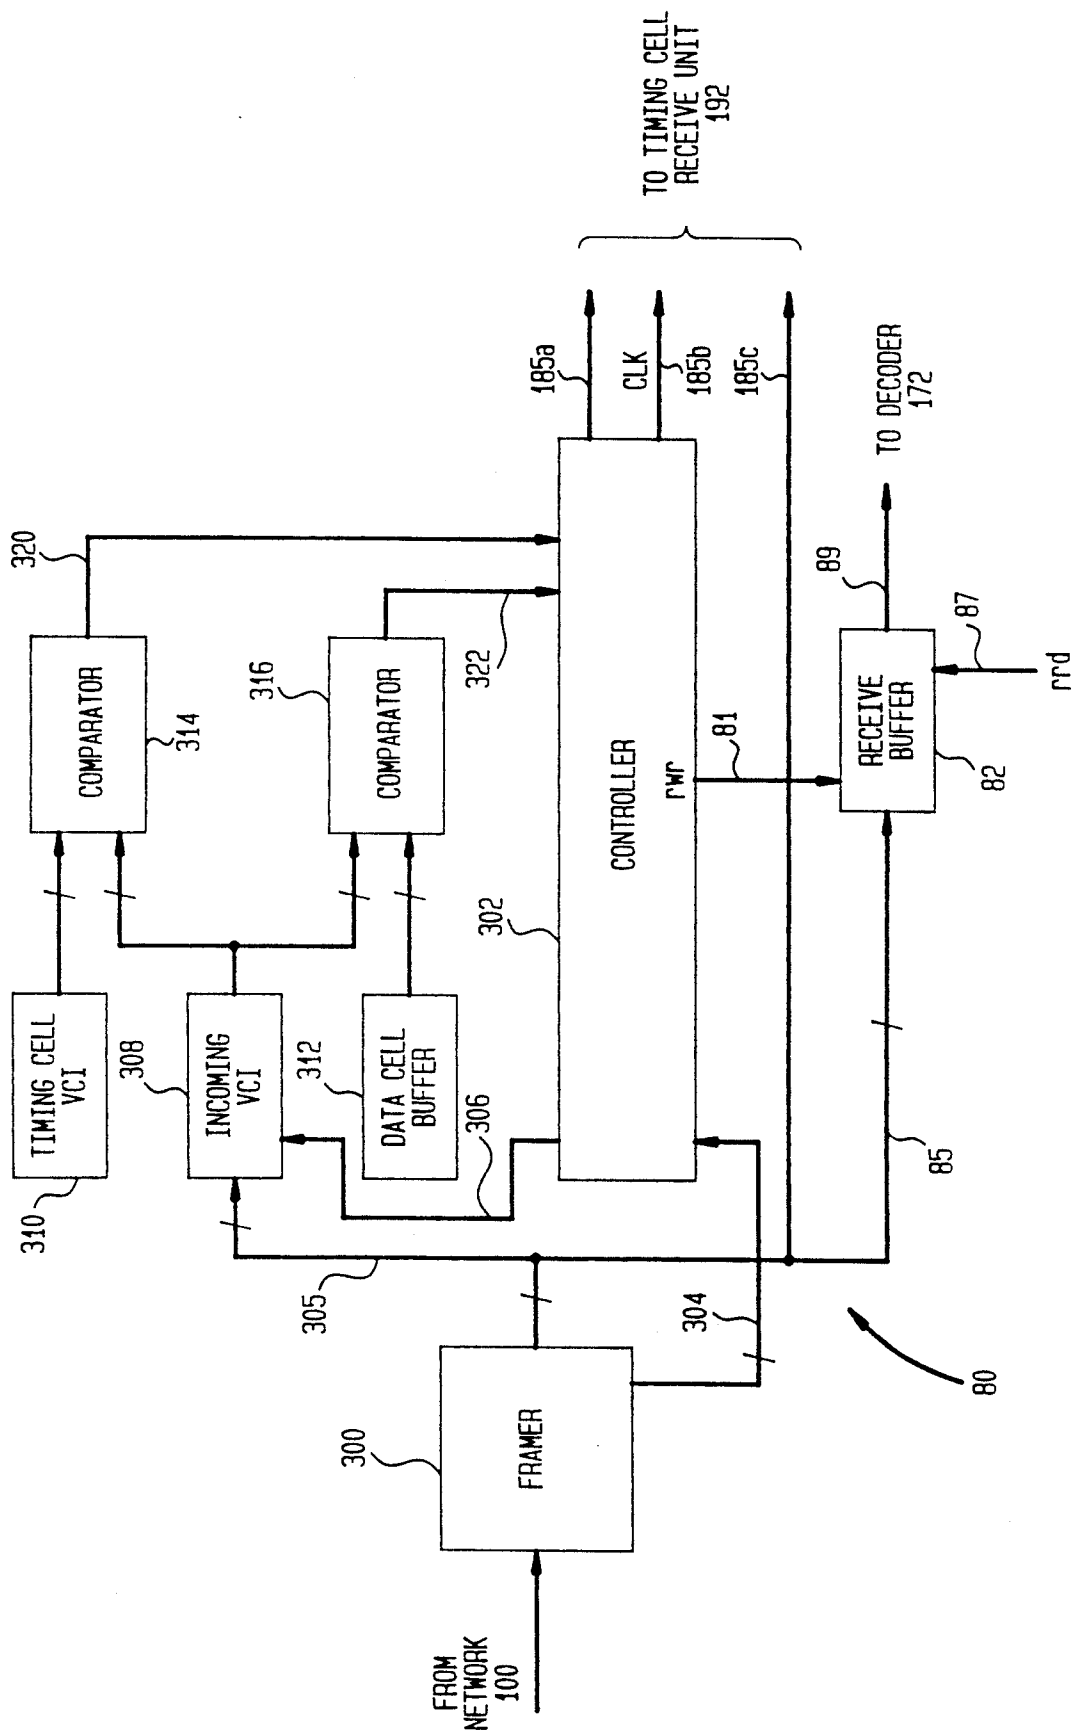 FROM
NETWORK
100
300
FRAMER
304
305
80
310
TIMING CELL
VCI
308
INCOMING
VCI
312
DATA CELL
BUFFER
306
COMPARATOR
314
316
COMPARATOR
320
322
302
CONTROLLER
rwr
81
85
RECEIVE
BUFFER
82
87
rrd
89
TO DECODER
172
185a
CLK
185b
185c
TO TIMING CELL
RECEIVE UNIT
192